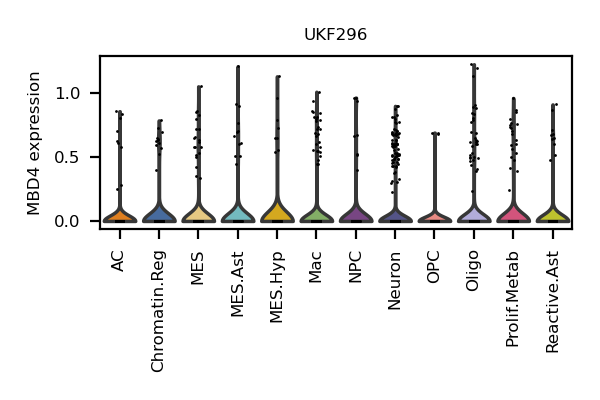 UKF296
MBD4 expression
1.0
0.5
0.0
AC
Chromatin.Reg
MES
MES.Ast
MES.Hyp
Mac
NPC
Neuron
OPC
Oligo
Prolif.Metab
Reactive.Ast